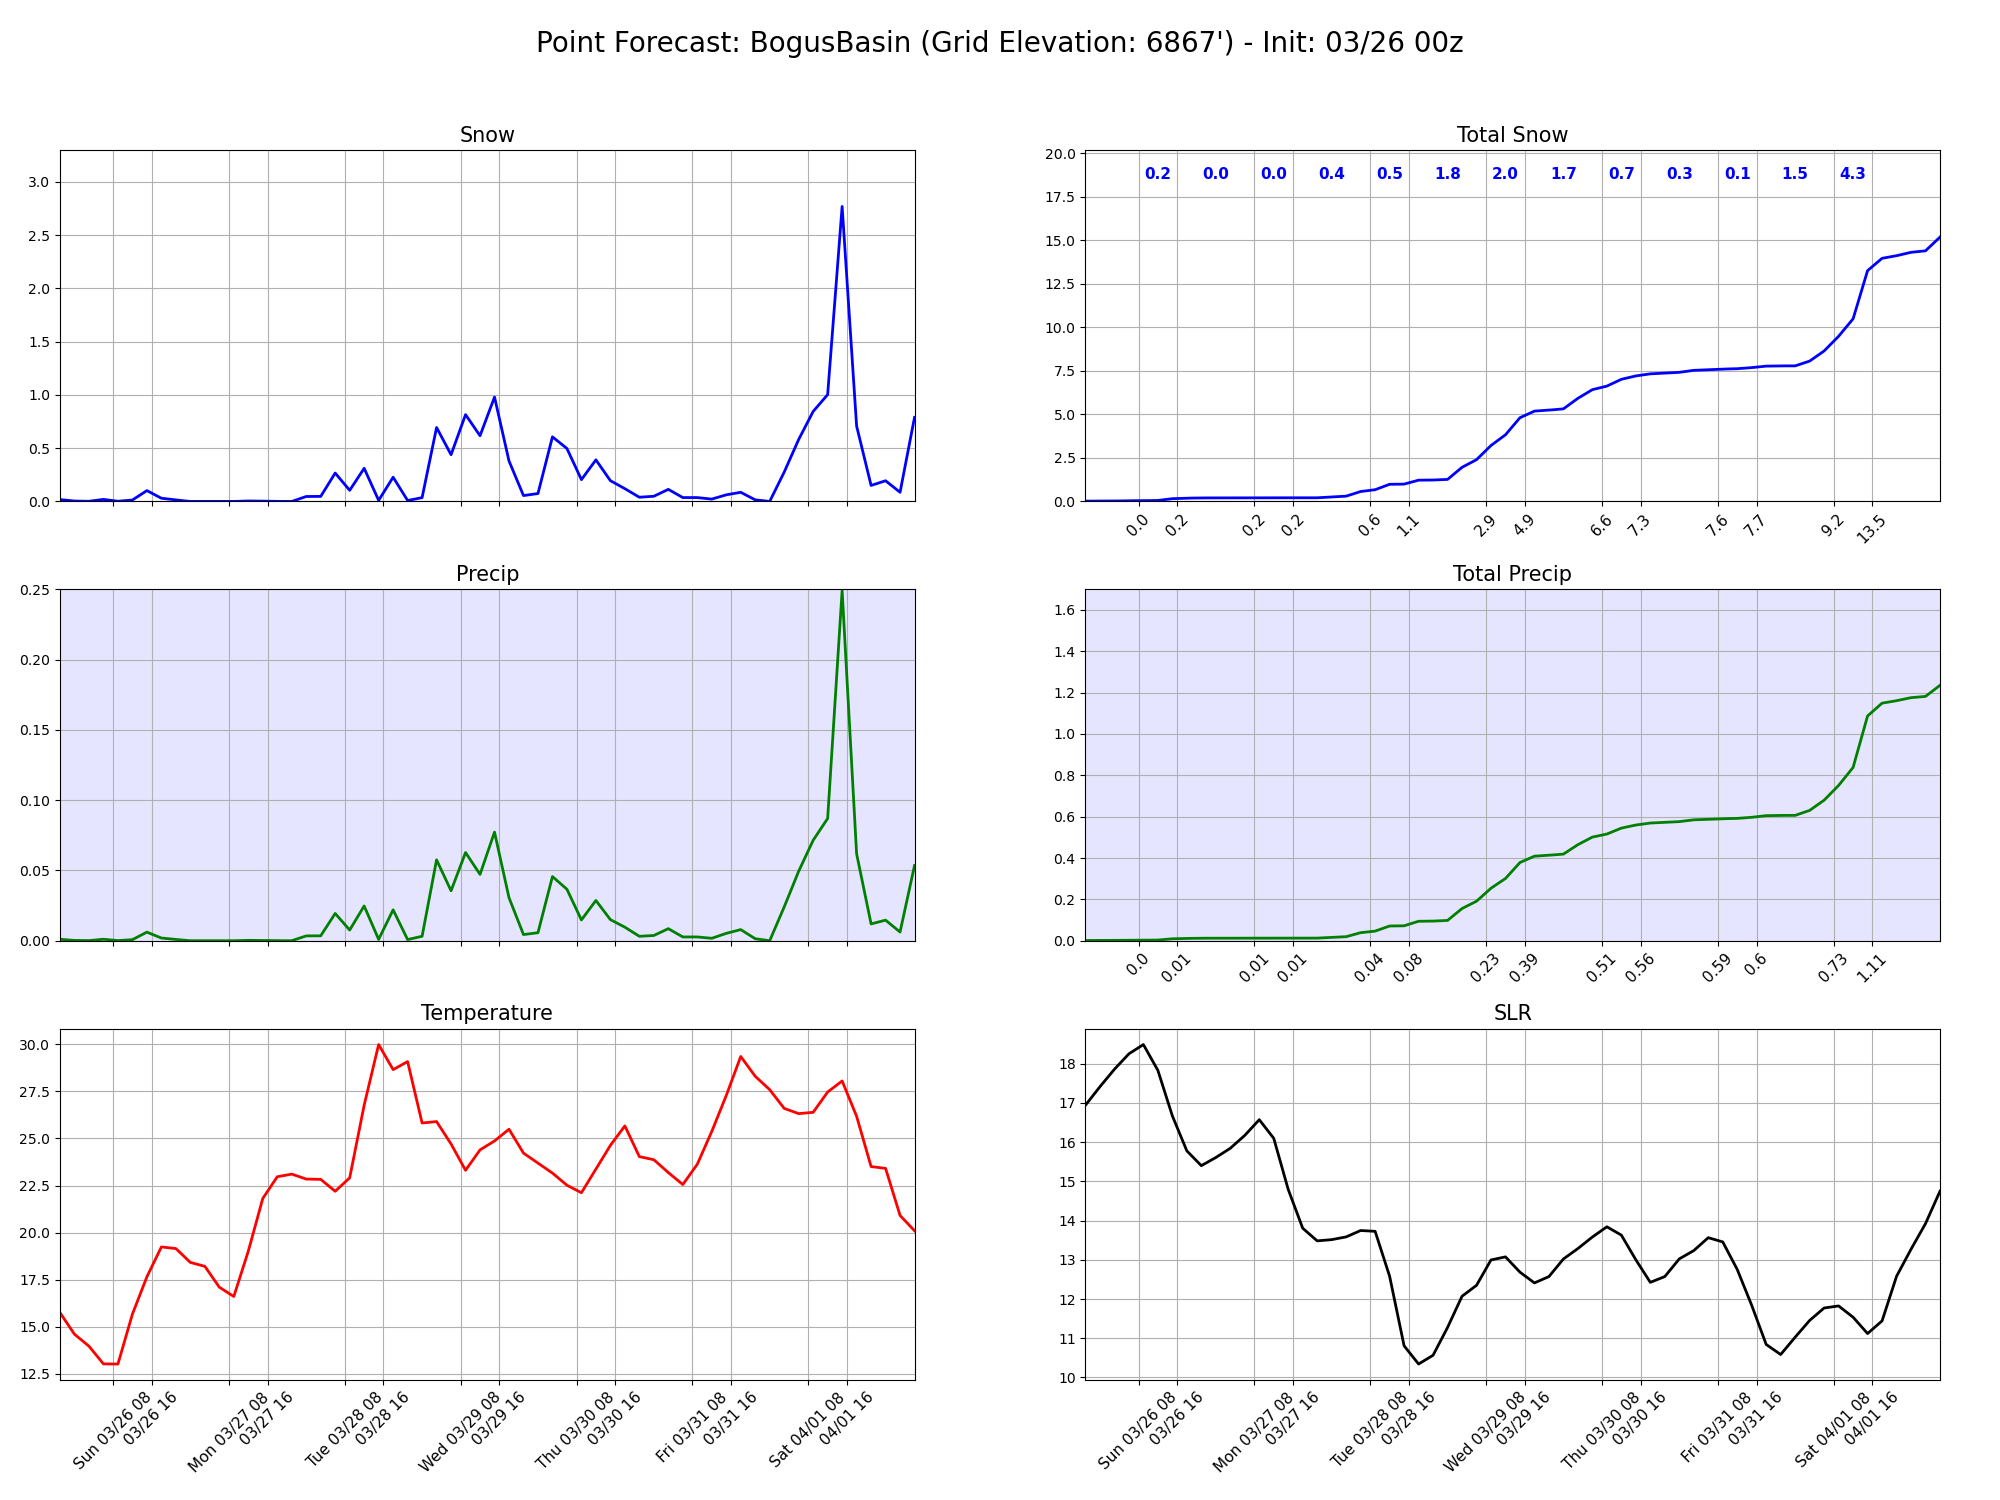 Point Forecast: BogusBasin (Grid Elevation: 6867') - Init: 03/26 00z
Snow
3.0
2.5
2.0
1.5
1.0
0.5
0.0
Total Snow
20.0
17.5
15.0
12.5
10.0
7.5
5.0
2.5
0.0
0.2 0.0 0.0 0.4 0.5 1.8 2.0 1.7 0.7 0.3 0.1 1.5 4.3
0.0 0.2 0.2 0.2 0.6 1.1 2.9 4.9 6.6 7.3 7.6 7.7 9.2 13.5
Precip
0.25
0.20
0.15
0.10
0.05
0.00
Total Precip
1.6
1.4
1.2
1.0
0.8
0.6
0.4
0.2
0.0
0.0 0.01 0.01 0.01 0.04 0.08 0.23 0.39 0.51 0.56 0.59 0.6 0.73 1.11
Temperature
30.0
27.5
25.0
22.5
20.0
17.5
15.0
12.5
Sun 03/26 08
03/26 16
Mon 03/27 08
03/27 16
Tue 03/28 08
03/28 16
Wed 03/29 08
03/29 16
Thu 03/30 08
03/30 16
Fri 03/31 08
03/31 16
Sat 04/01 08
04/01 16
SLR
18
17
16
15
14
13
12
11
10
Sun 03/26 08
03/26 16
Mon 03/27 08
03/27 16
Tue 03/28 08
03/28 16
Wed 03/29 08
03/29 16
Thu 03/30 08
03/30 16
Fri 03/31 08
03/31 16
Sat 04/01 08
04/01 16